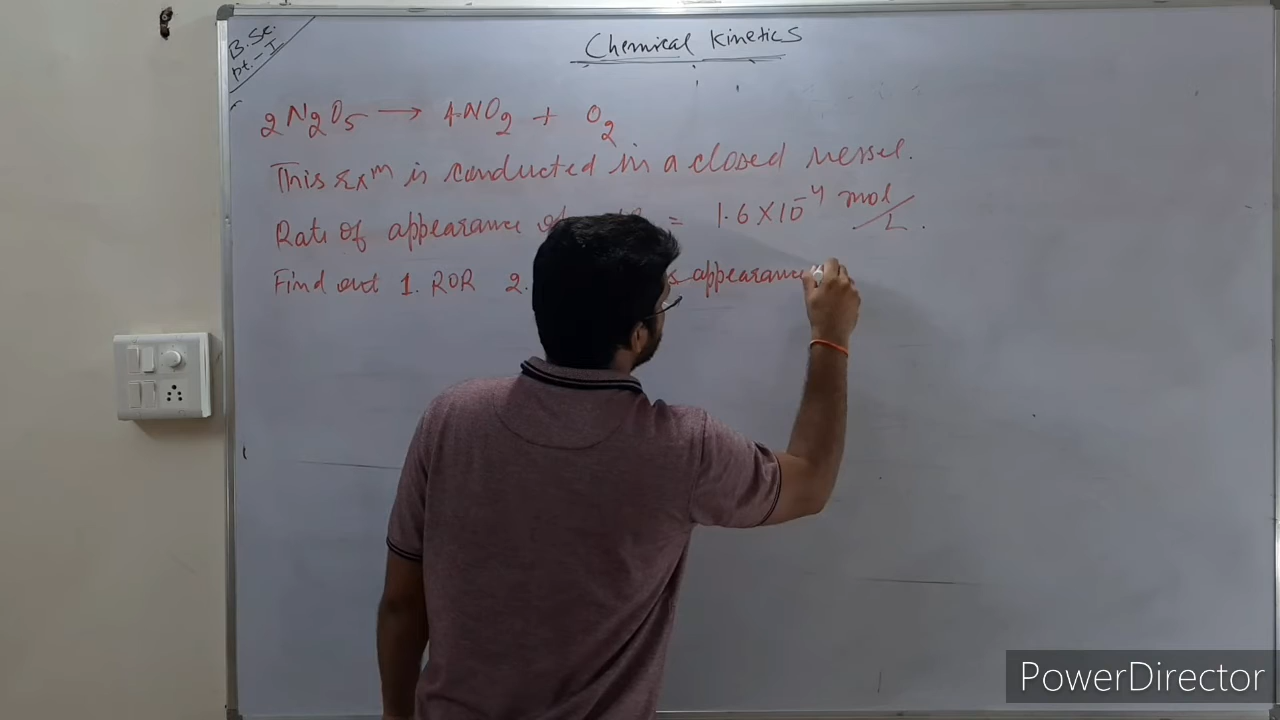 B.Sc.
pt.-I
Chemical Kinetics
2N2O5 → 4NO2 + O2
This Rxn is conducted in a closed vessel.
Rate of appearance of = 1.6×10⁻⁴ mol/L.
Find out 1. ROR 2. appearance
PowerDirector